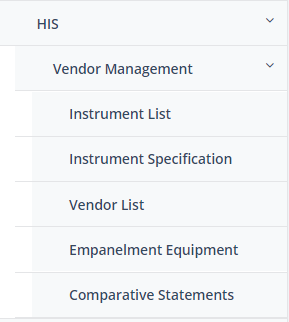 HIS
Vendor Management
Instrument List
Instrument Specification
Vendor List
Empanelment Equipment
Comparative Statements